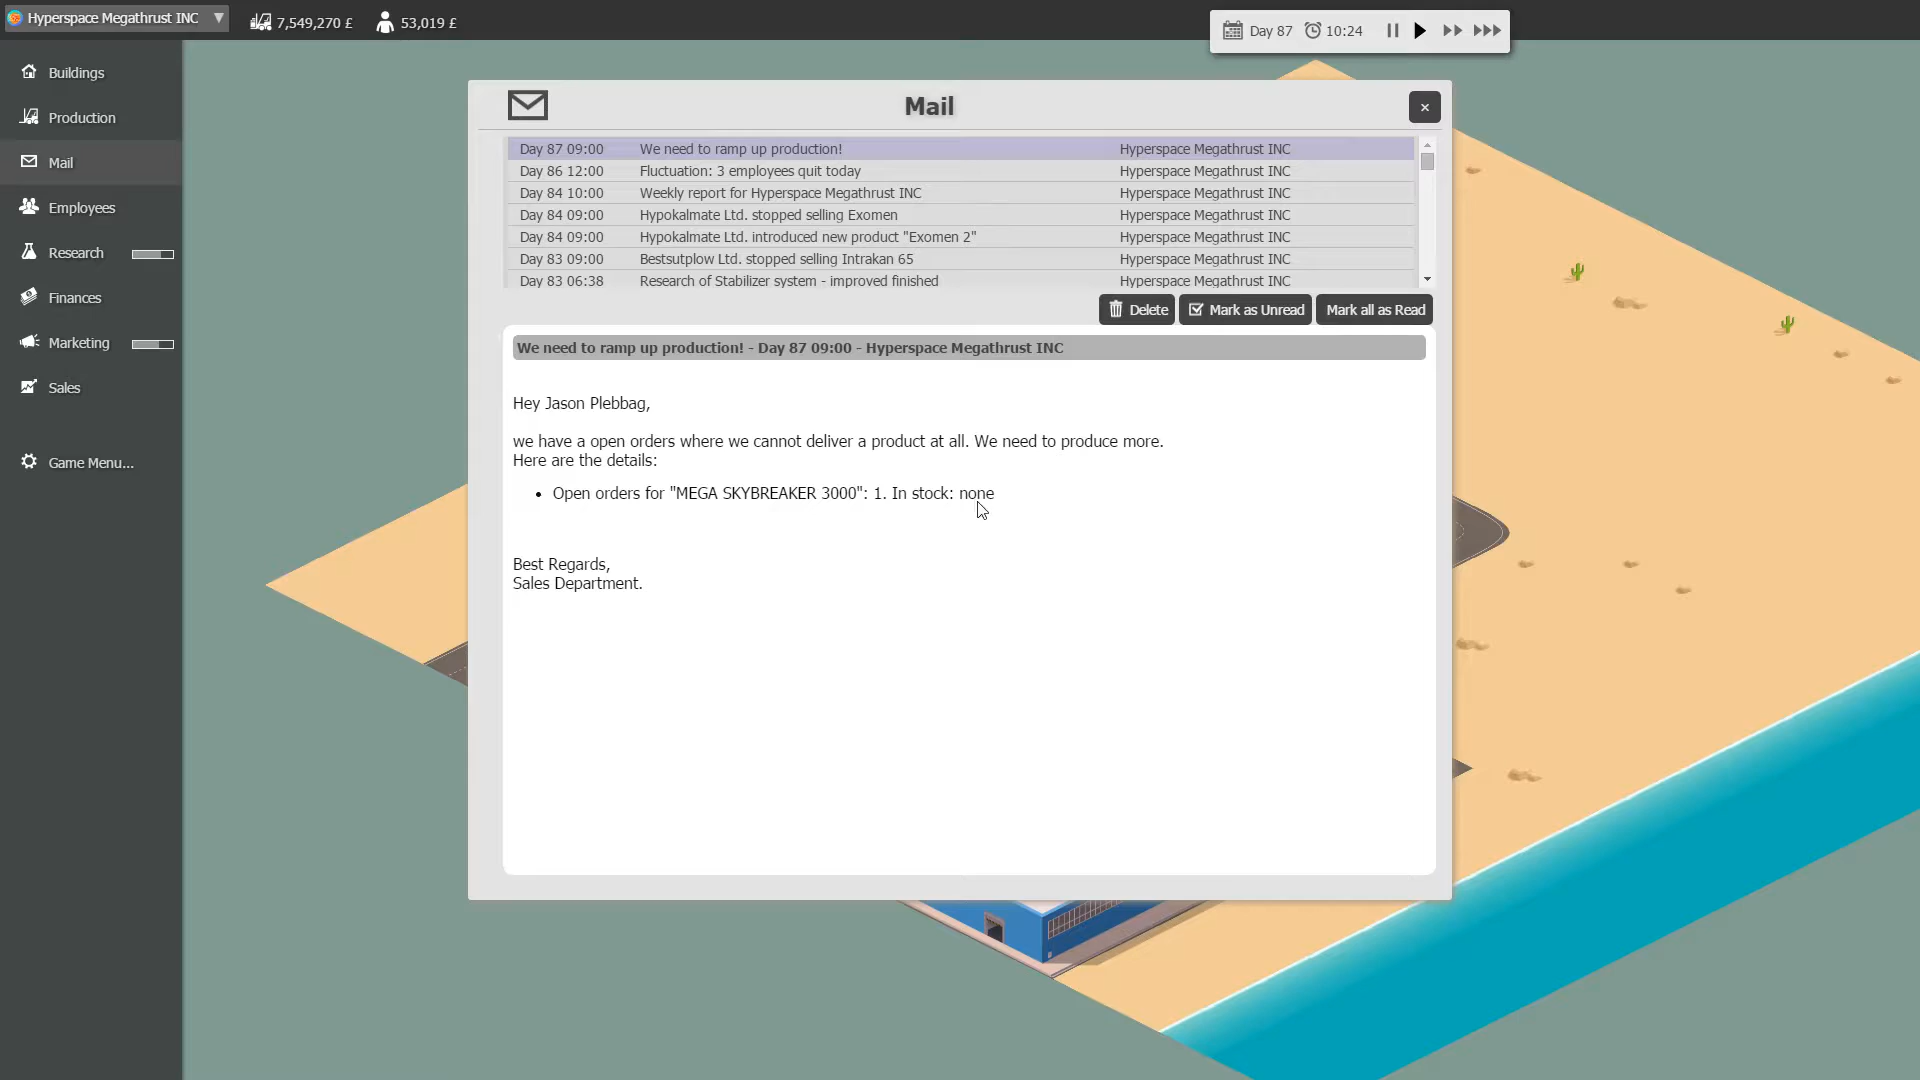 Hyperspace Megathrust INC
7,549,270 £
53,019 £
Day 87
10:24
Buildings
Production
Mail
Employees
Research
Finances
Marketing
Sales
Game Menu...
Mail
Day 87 09:00 We need to ramp up production! Hyperspace Megathrust INC
Day 86 12:00 Fluctuation: 3 employees quit today Hyperspace Megathrust INC
Day 84 10:00 Weekly report for Hyperspace Megathrust INC Hyperspace Megathrust INC
Day 84 09:00 Hypokalmate Ltd. stopped selling Exomen Hyperspace Megathrust INC
Day 84 09:00 Hypokalmate Ltd. introduced new product "Exomen 2" Hyperspace Megathrust INC
Day 83 09:00 Bestsutplow Ltd. stopped selling Intrakan 65 Hyperspace Megathrust INC
Day 83 06:38 Research of Stabilizer system - improved finished Hyperspace Megathrust INC
Delete Mark as Unread Mark all as Read
We need to ramp up production! - Day 87 09:00 - Hyperspace Megathrust INC
Hey Jason Plebbag,
we have a open orders where we cannot deliver a product at all. We need to produce more.
Here are the details:
• Open orders for "MEGA SKYBREAKER 3000": 1. In stock: none
Best Regards,
Sales Department.